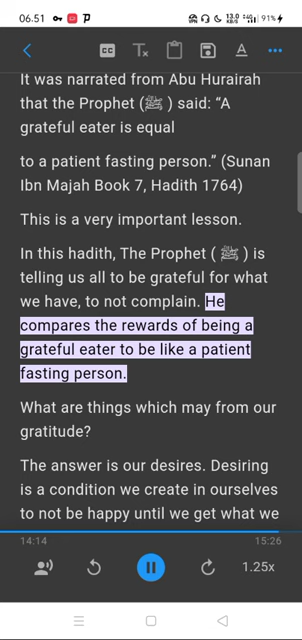 06.51
13.0
KB/S
4G
91%
CC
It was narrated from Abu Hurairah
that the Prophet (ﷺ) said: “A
grateful eater is equal
to a patient fasting person.” (Sunan
Ibn Majah Book 7, Hadith 1764)
This is a very important lesson.
In this hadith, The Prophet ( ﷺ ) is
telling us all to be grateful for what
we have, to not complain. He
compares the rewards of being a
grateful eater to be like a patient
fasting person.
What are things which may from our
gratitude?
The answer is our desires. Desiring
is a condition we create in ourselves
to not be happy until we get what we
14:14
15:26
1.25x